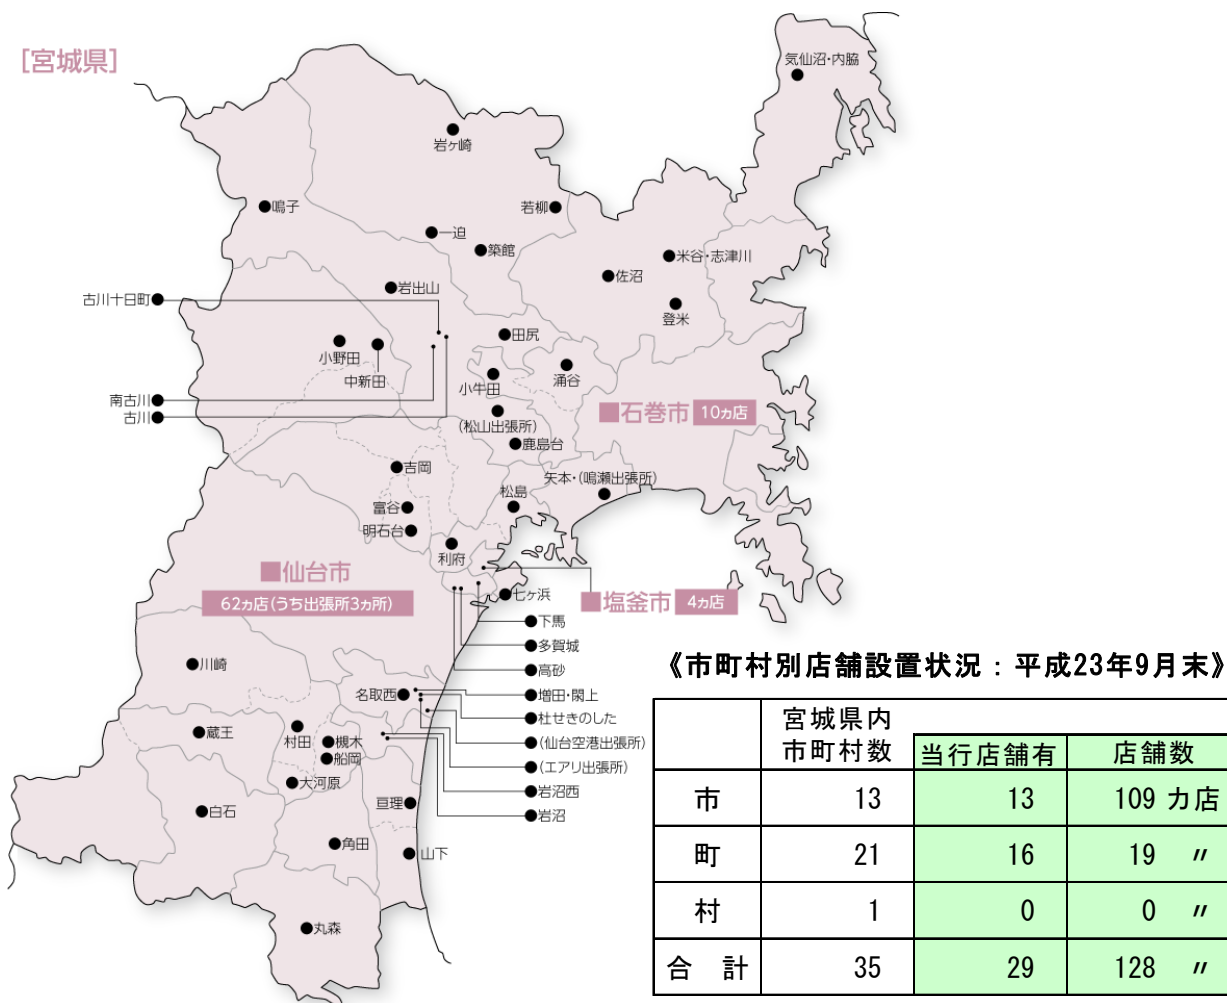 [宮城県]
気仙沼・内脇
岩ヶ崎
鳴子
若柳
一迫
築館
米谷・志津川
佐沼
岩出山
古川十日町
登米
田尻
小野田
中新田
涌谷
小牛田
南古川
古川
■石巻市 10ヵ店
(松山出張所)
鹿島台
吉岡
矢本・(鳴瀬出張所)
松島
富谷
明石台
利府
■仙台市
62ヵ店(うち出張所3ヵ所)
七ヶ浜
■塩釜市 4ヵ店
下馬
多賀城
高砂
川崎
名取西
増田・閖上
杜せきのした
(仙台空港出張所)
(エアリ出張所)
岩沼西
岩沼
蔵王
村田
槻木
船岡
大河原
白石
亘理
角田
山下
丸森
《市町村別店舗設置状況：平成23年9月末》
宮城県内
市町村数 当行店舗有 店舗数
市 13 13 109 カ店
町 21 16 19 〃
村 1 0 0 〃
合 計 35 29 128 〃